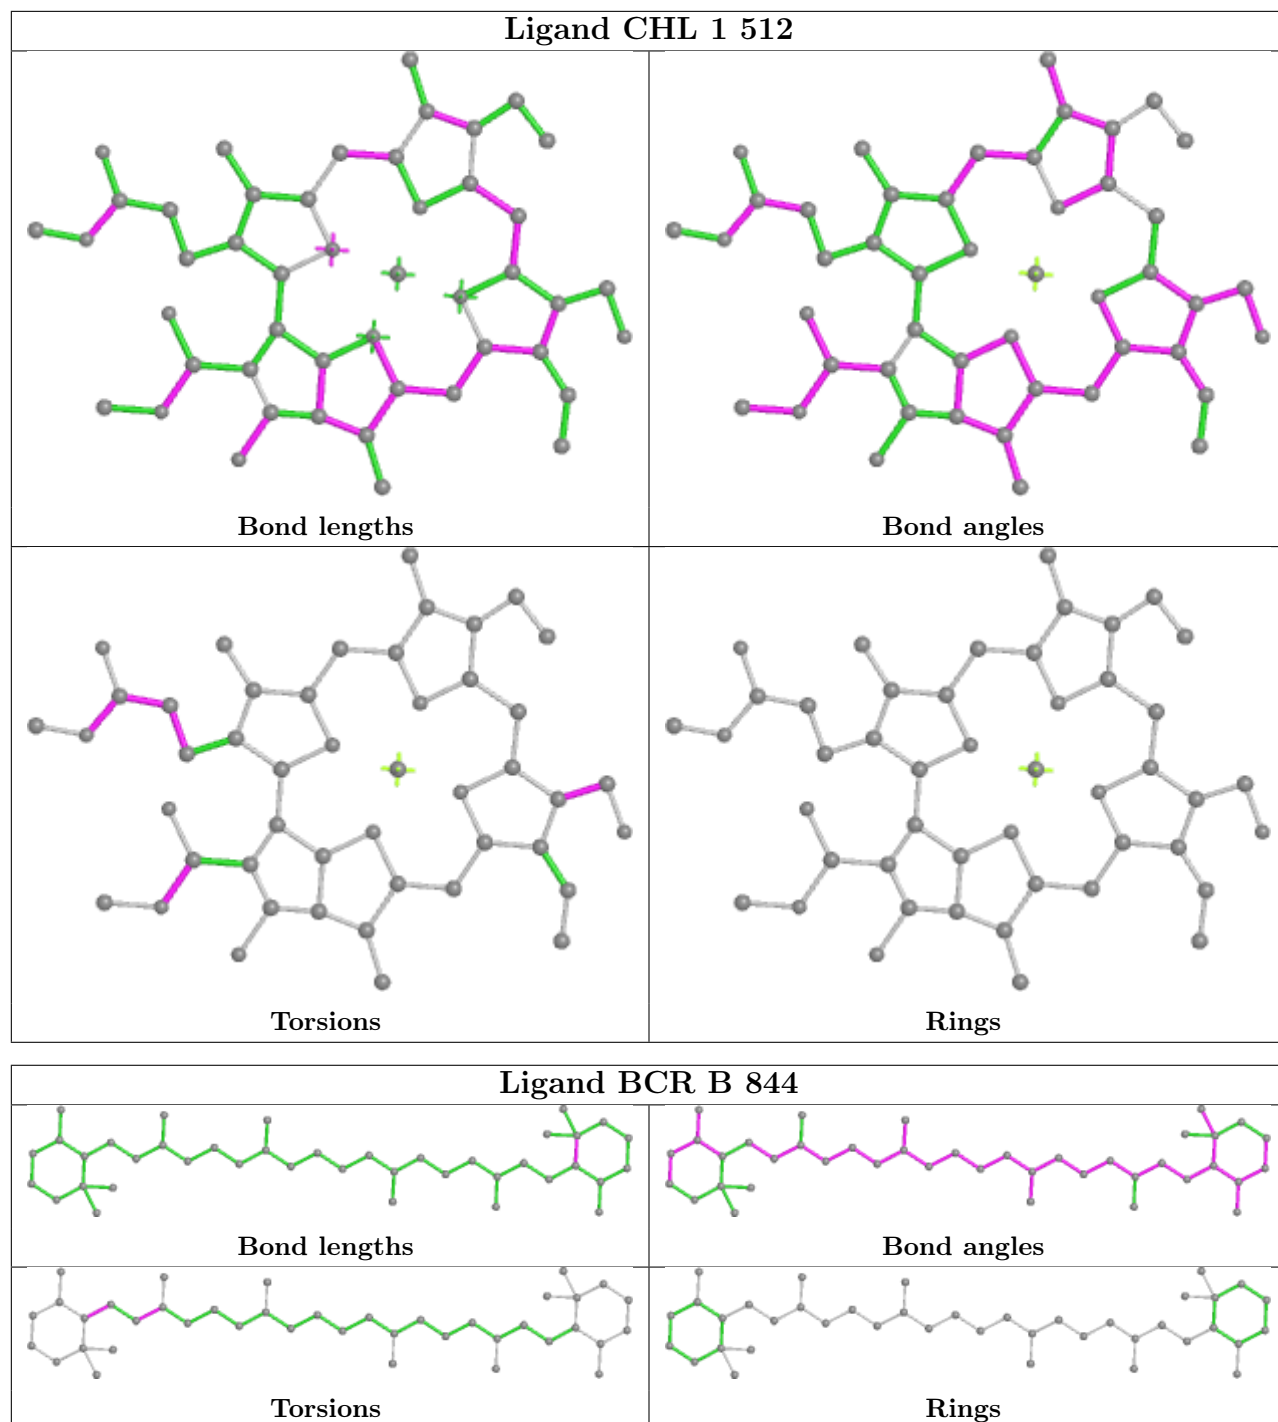 Ligand CHL 1 512
Bond lengths
Bond angles
Torsions
Rings
Ligand BCR B 844
Bond lengths
Bond angles
Torsions
Rings